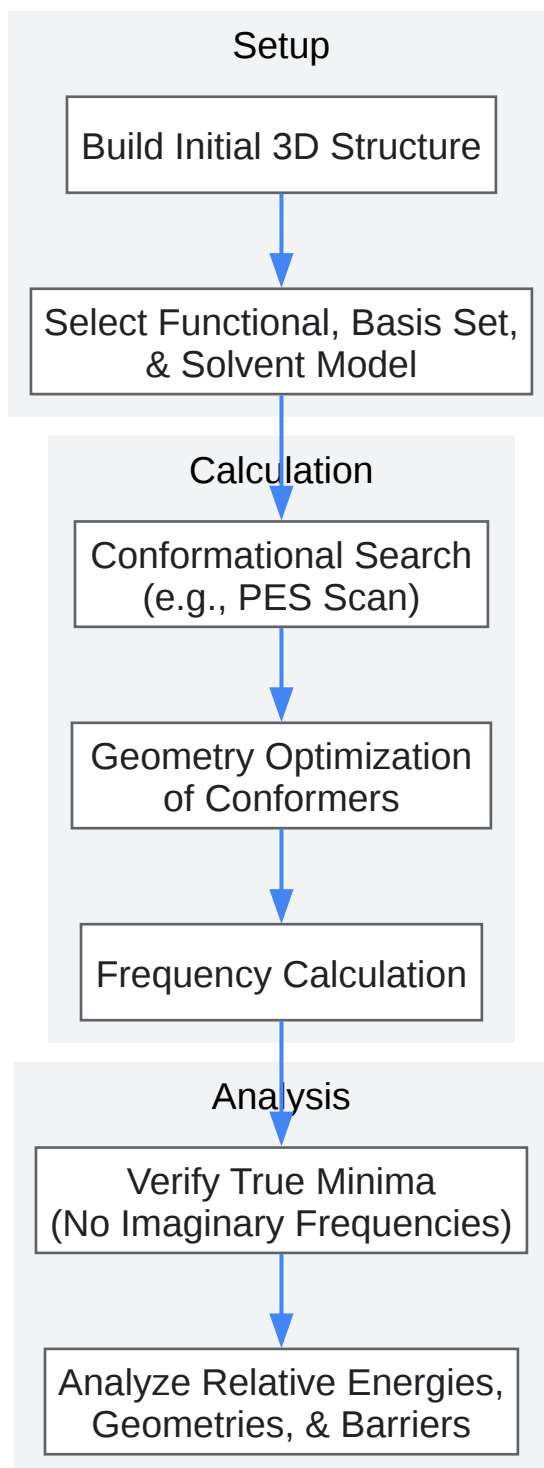 Setup
Build Initial 3D Structure
Select Functional, Basis Set,
& Solvent Model
Calculation
Conformational Search
(e.g., PES Scan)
Geometry Optimization
of Conformers
Frequency Calculation
Analysis
Verify True Minima
(No Imaginary Frequencies)
Analyze Relative Energies,
Geometries, & Barriers